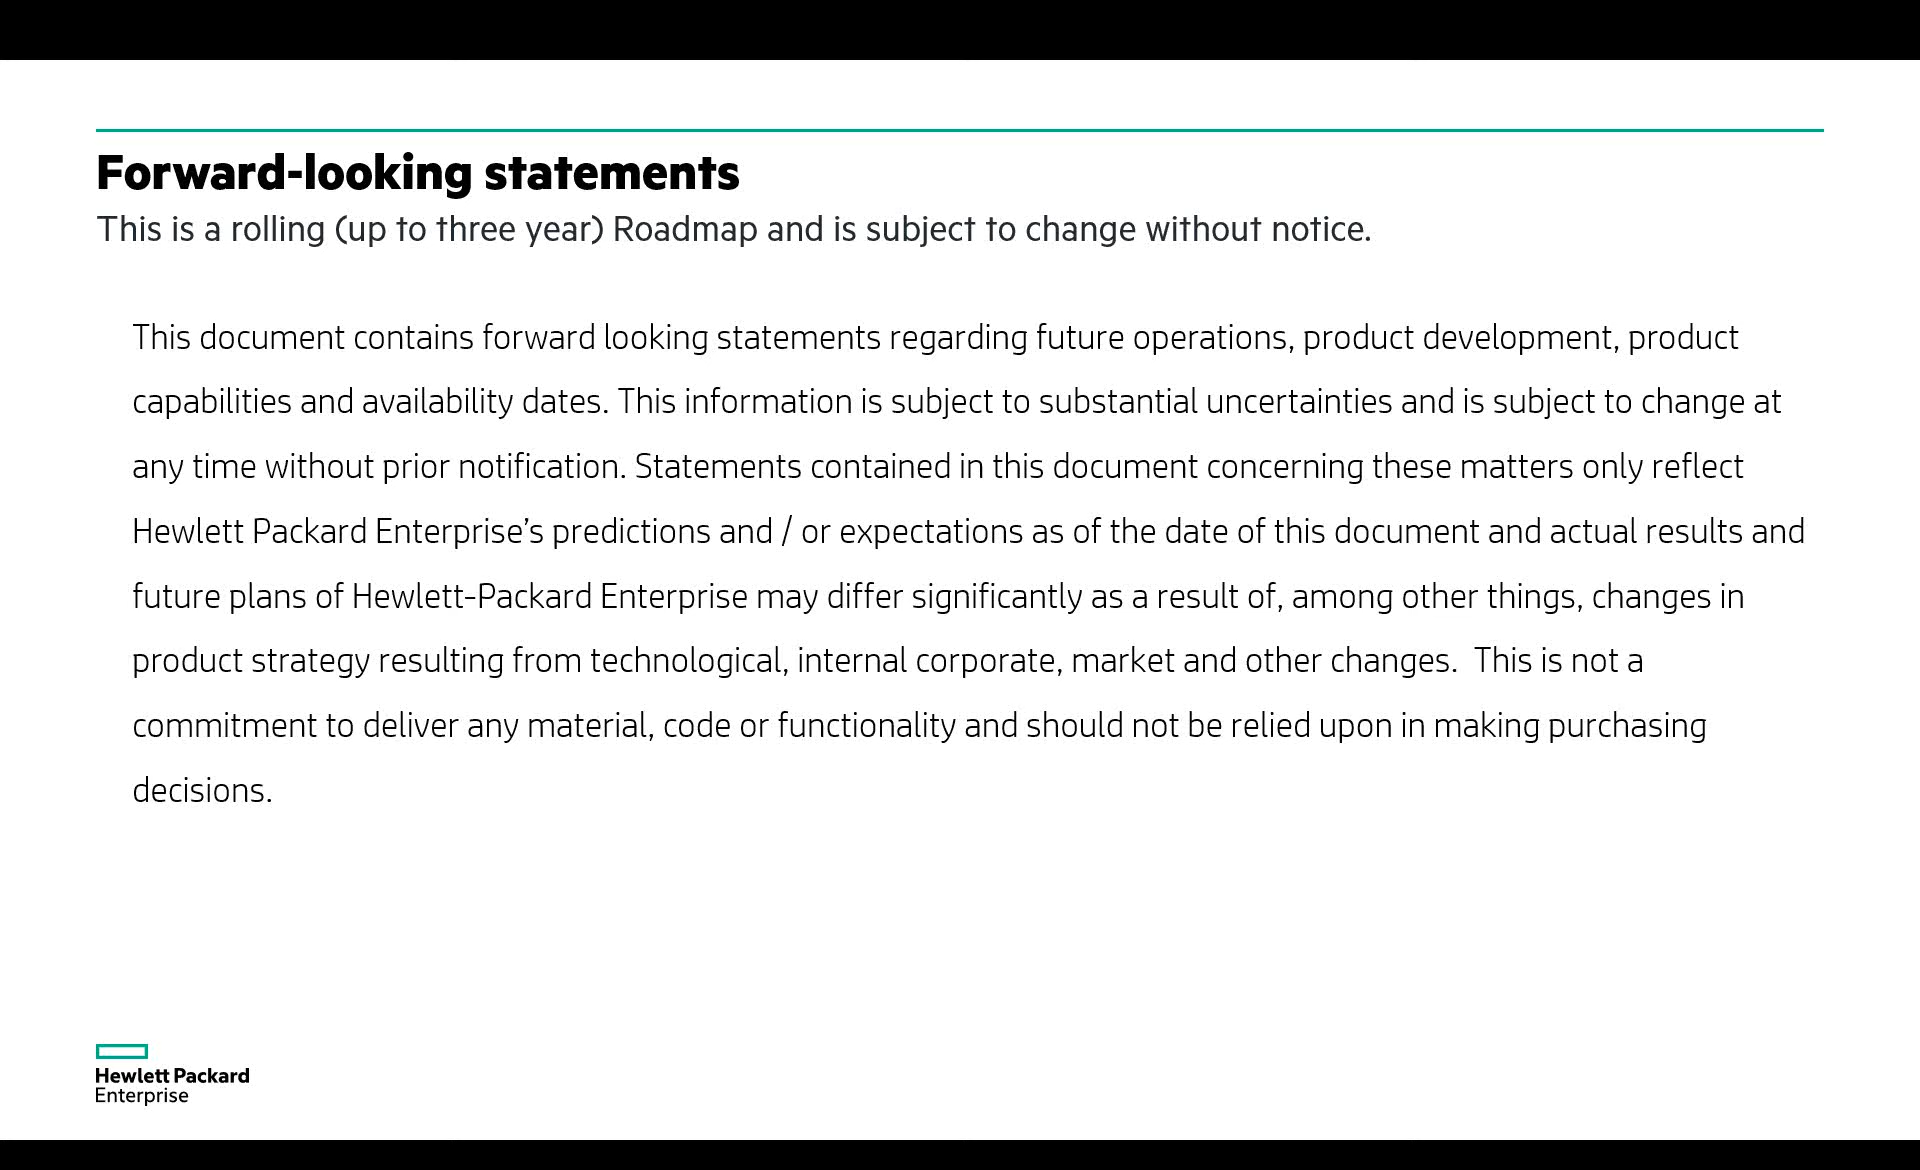 Forward-looking statements
This is a rolling (up to three year) Roadmap and is subject to change without notice.
This document contains forward looking statements regarding future operations, product development, product
capabilities and availability dates. This information is subject to substantial uncertainties and is subject to change at
any time without prior notification. Statements contained in this document concerning these matters only reflect
Hewlett Packard Enterprise’s predictions and / or expectations as of the date of this document and actual results and
future plans of Hewlett-Packard Enterprise may differ significantly as a result of, among other things, changes in
product strategy resulting from technological, internal corporate, market and other changes.  This is not a
commitment to deliver any material, code or functionality and should not be relied upon in making purchasing
decisions.
Hewlett Packard
Enterprise